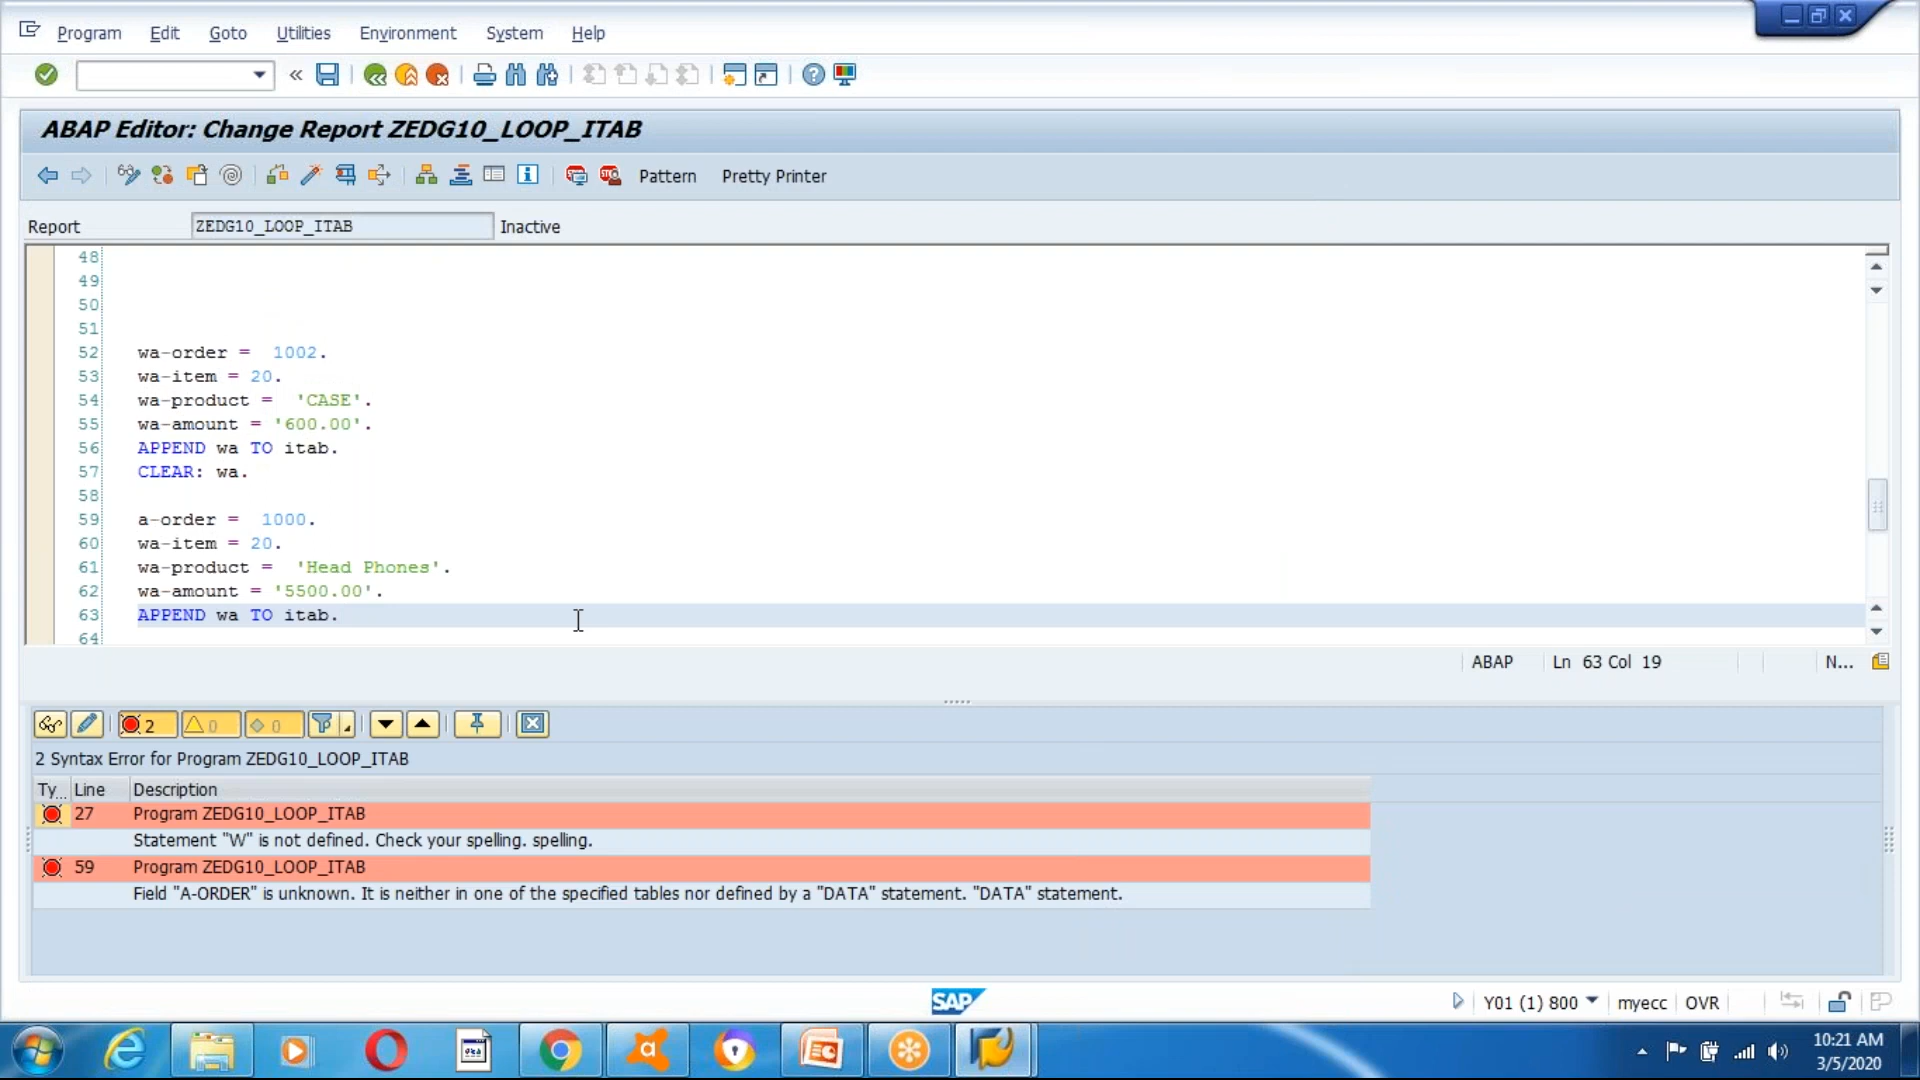 Program Edit Goto Utilities Environment System Help
ABAP Editor: Change Report ZEDG10_LOOP_ITAB
Pattern Pretty Printer
Report ZEDG10_LOOP_ITAB Inactive
48
49
50
51
52 wa-order =  1002.
53 wa-item = 20.
54 wa-product =  'CASE'.
55 wa-amount = '600.00'.
56 APPEND wa TO itab.
57 CLEAR: wa.
58
59 a-order =  1000.
60 wa-item = 20.
61 wa-product =  'Head Phones'.
62 wa-amount = '5500.00'.
63 APPEND wa TO itab.
64
ABAP Ln 63 Col 19 N...
2 0 0
2 Syntax Error for Program ZEDG10_LOOP_ITAB
Ty... Line Description
27 Program ZEDG10_LOOP_ITAB
Statement "W" is not defined. Check your spelling. spelling.
59 Program ZEDG10_LOOP_ITAB
Field "A-ORDER" is unknown. It is neither in one of the specified tables nor defined by a "DATA" statement. "DATA" statement.
SAP
Y01 (1) 800 myecc OVR
10:21 AM
3/5/2020